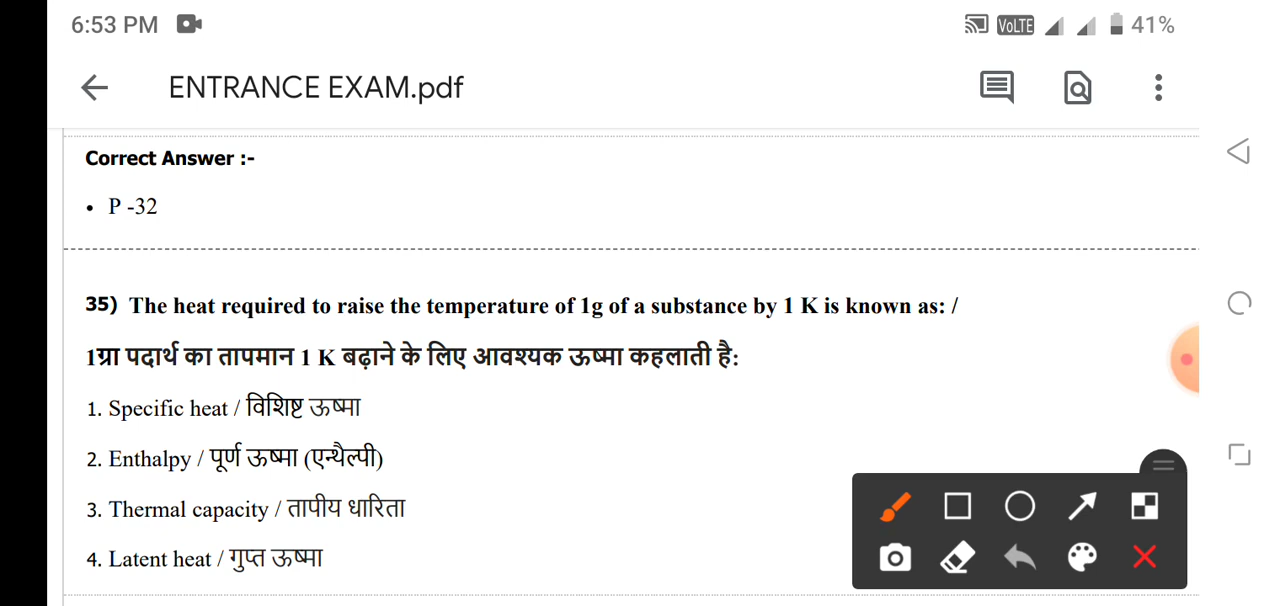 6:53 PM VoLTE 41%
ENTRANCE EXAM.pdf
Correct Answer :-
• P -32
35) The heat required to raise the temperature of 1g of a substance by 1 K is known as: /
1ग्रा पदार्थ का तापमान 1 K बढ़ाने के लिए आवश्यक ऊष्मा कहलाती है:
1. Specific heat / विशिष्ट ऊष्मा
2. Enthalpy / पूर्ण ऊष्मा (एन्थैल्पी)
3. Thermal capacity / तापीय धारिता
4. Latent heat / गुप्त ऊष्मा